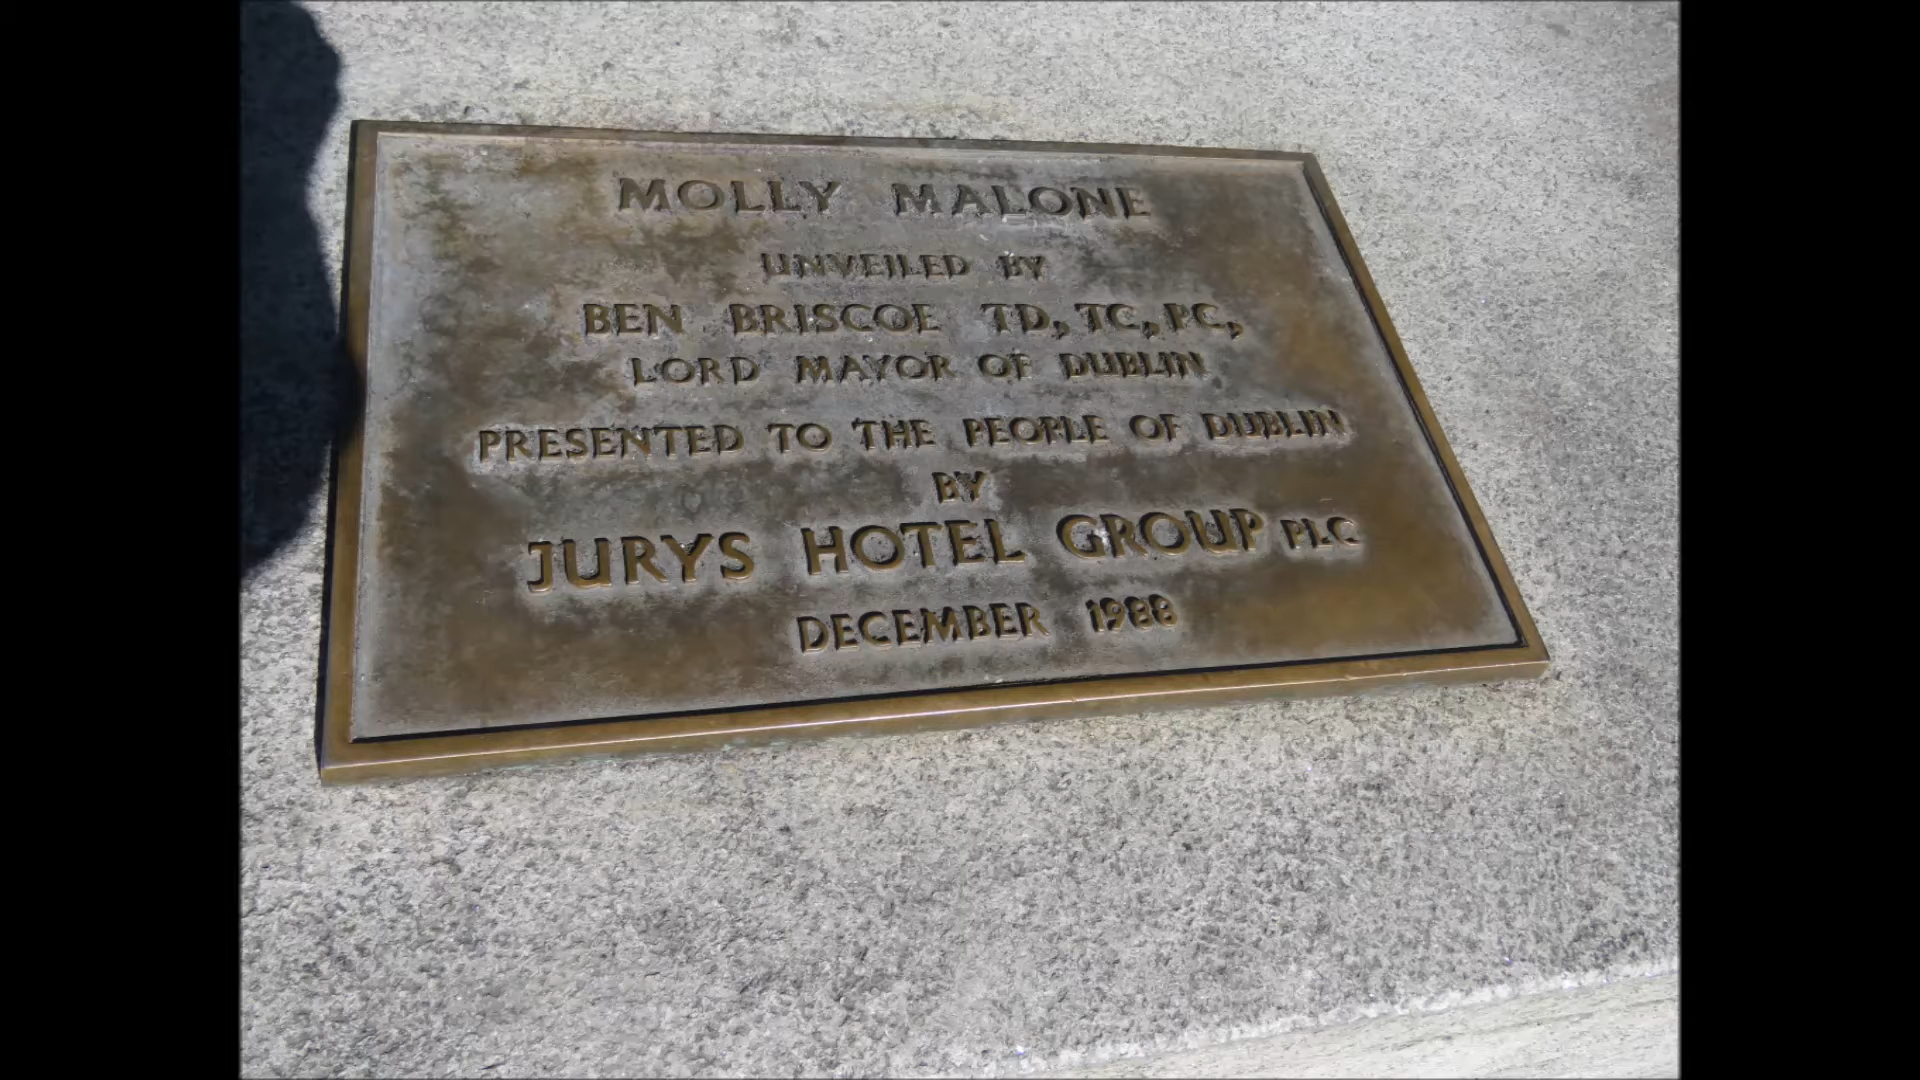 MOLLY MALONE
UNVEILED BY
BEN BRISCOE TD, TC, PC,
LORD MAYOR OF DUBLIN
PRESENTED TO THE PEOPLE OF DUBLIN
BY
JURYS HOTEL GROUP PLC
DECEMBER 1988